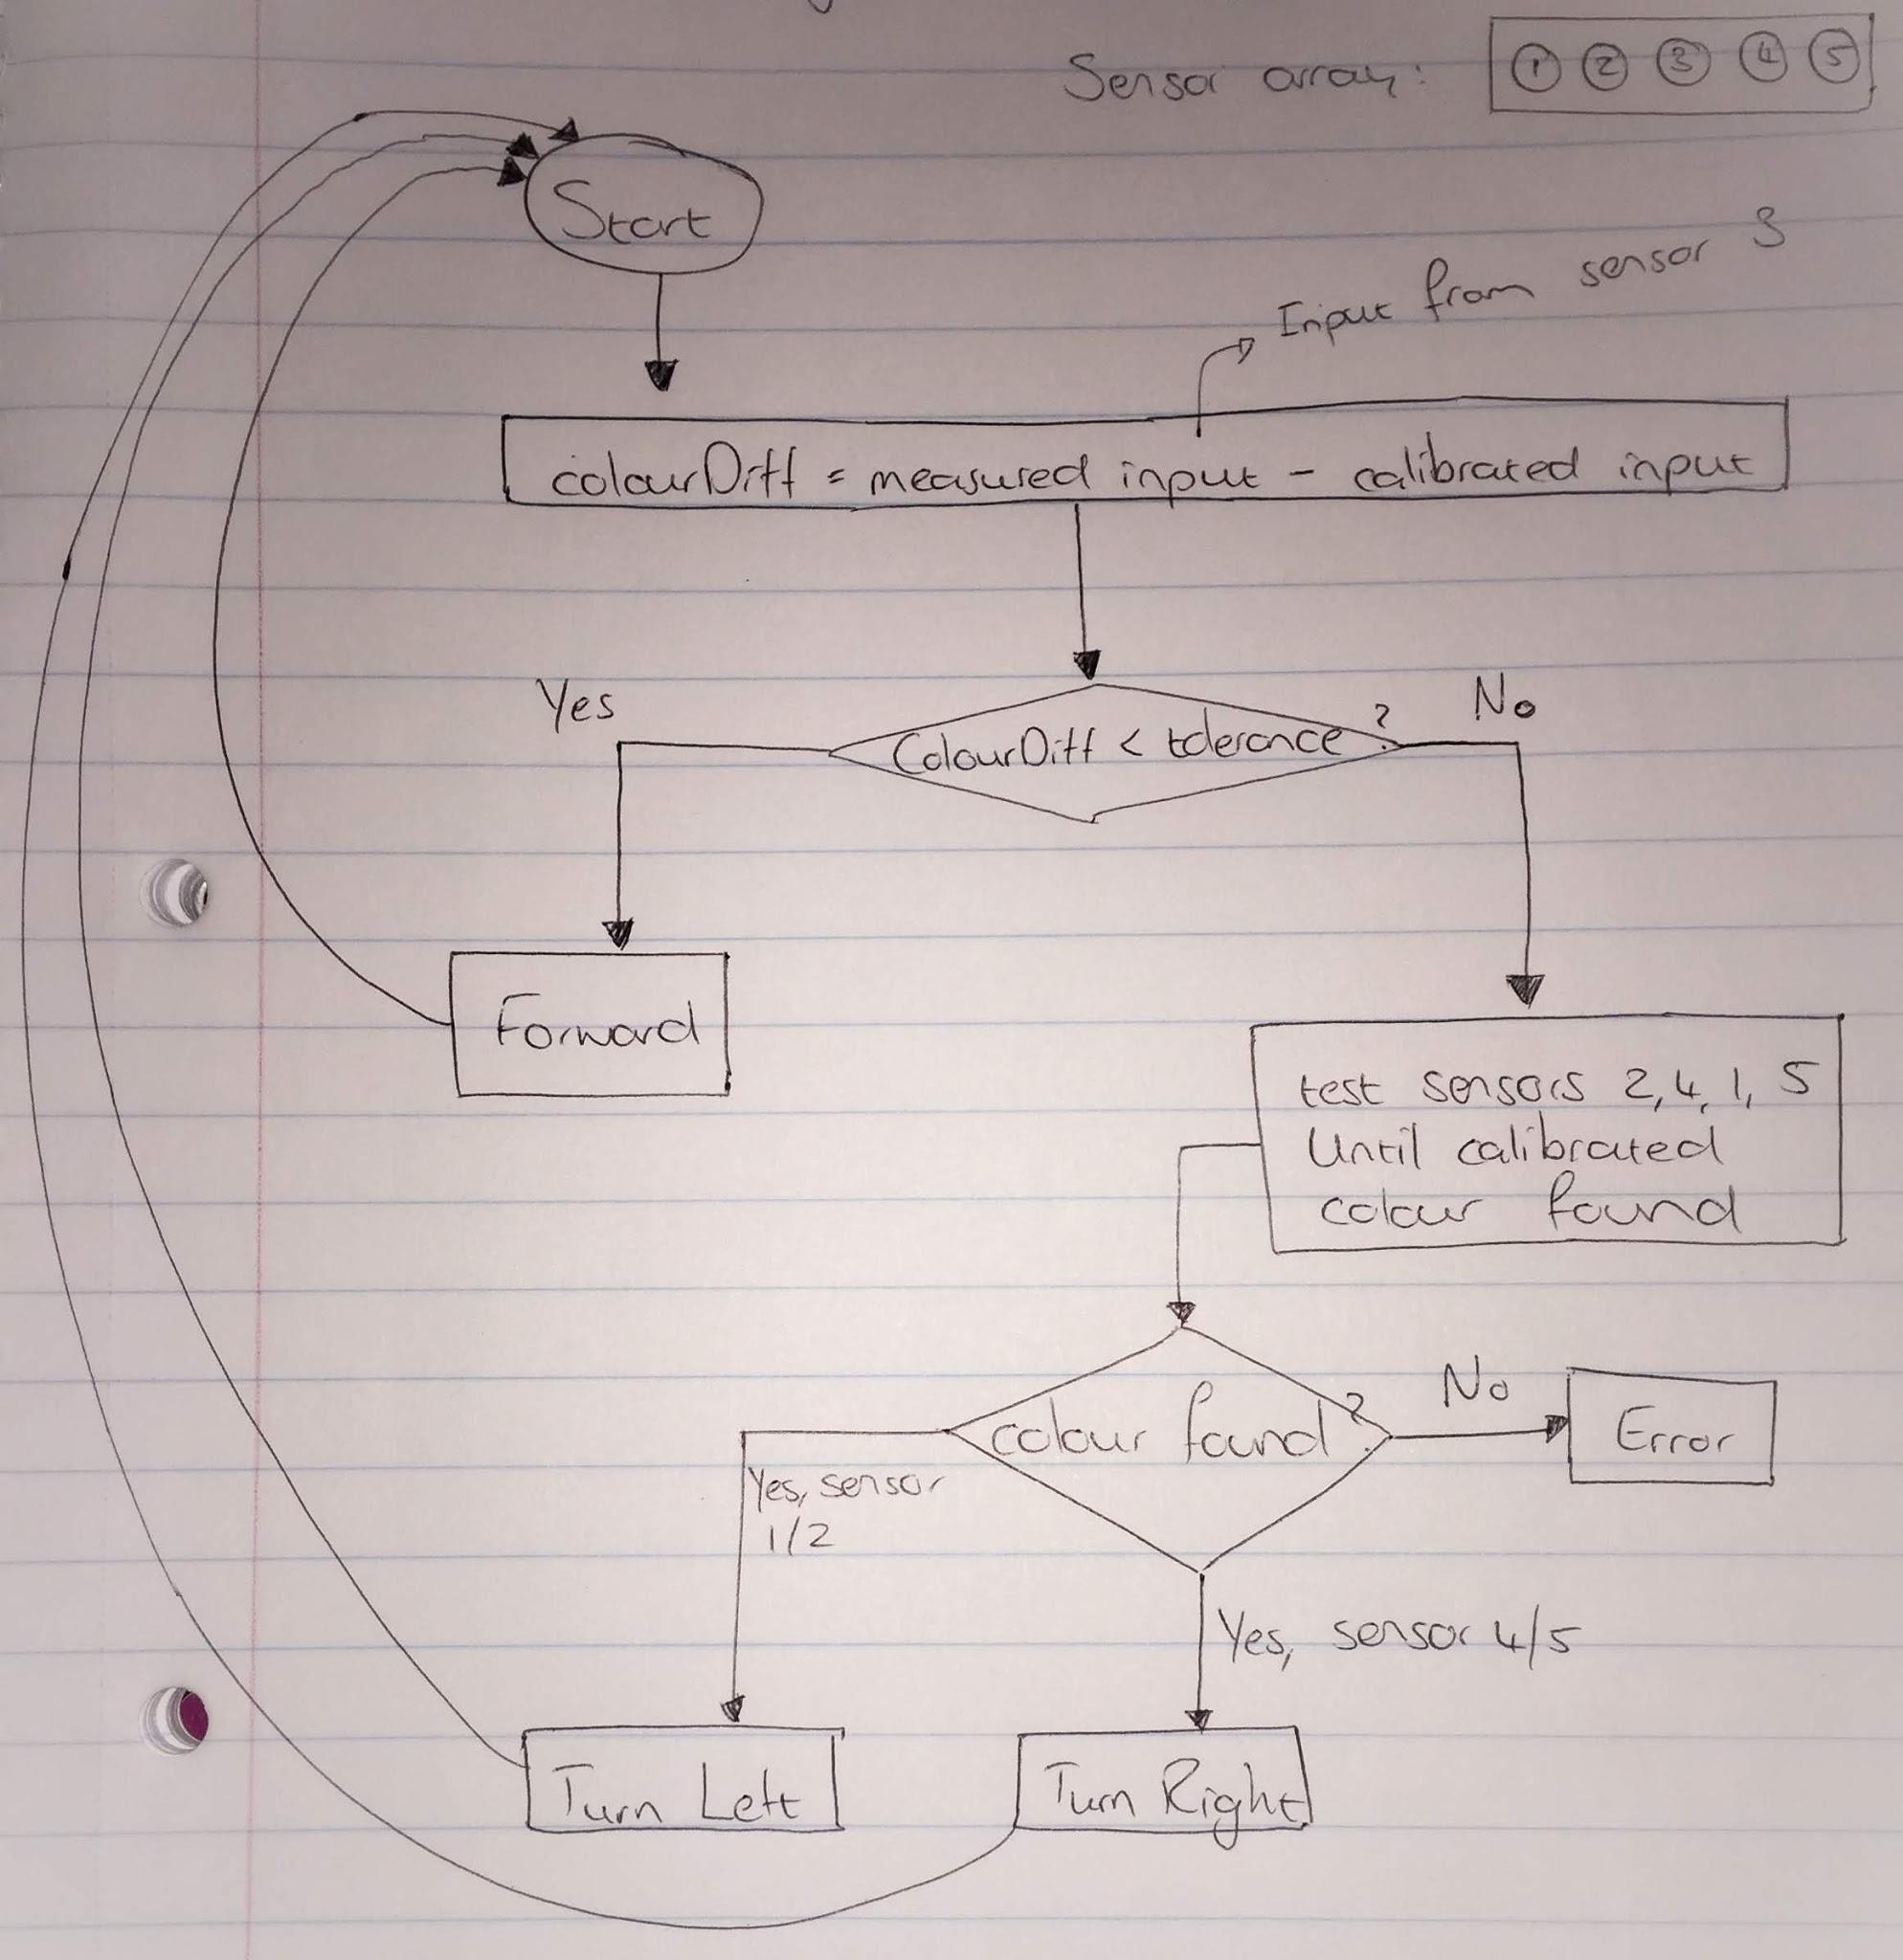 Sensor array: 1 2 3 4 5
Start
Input from sensor 3
colourDiff = measured input - calibrated input
Yes
ColourDiff < tolerance?
No
Forward
test sensors 2, 4, 1, 5
Until calibrated
colour found
colour found?
No
Error
Yes, sensor
1/2
Yes, sensor 4/5
Turn Left
Turn Right